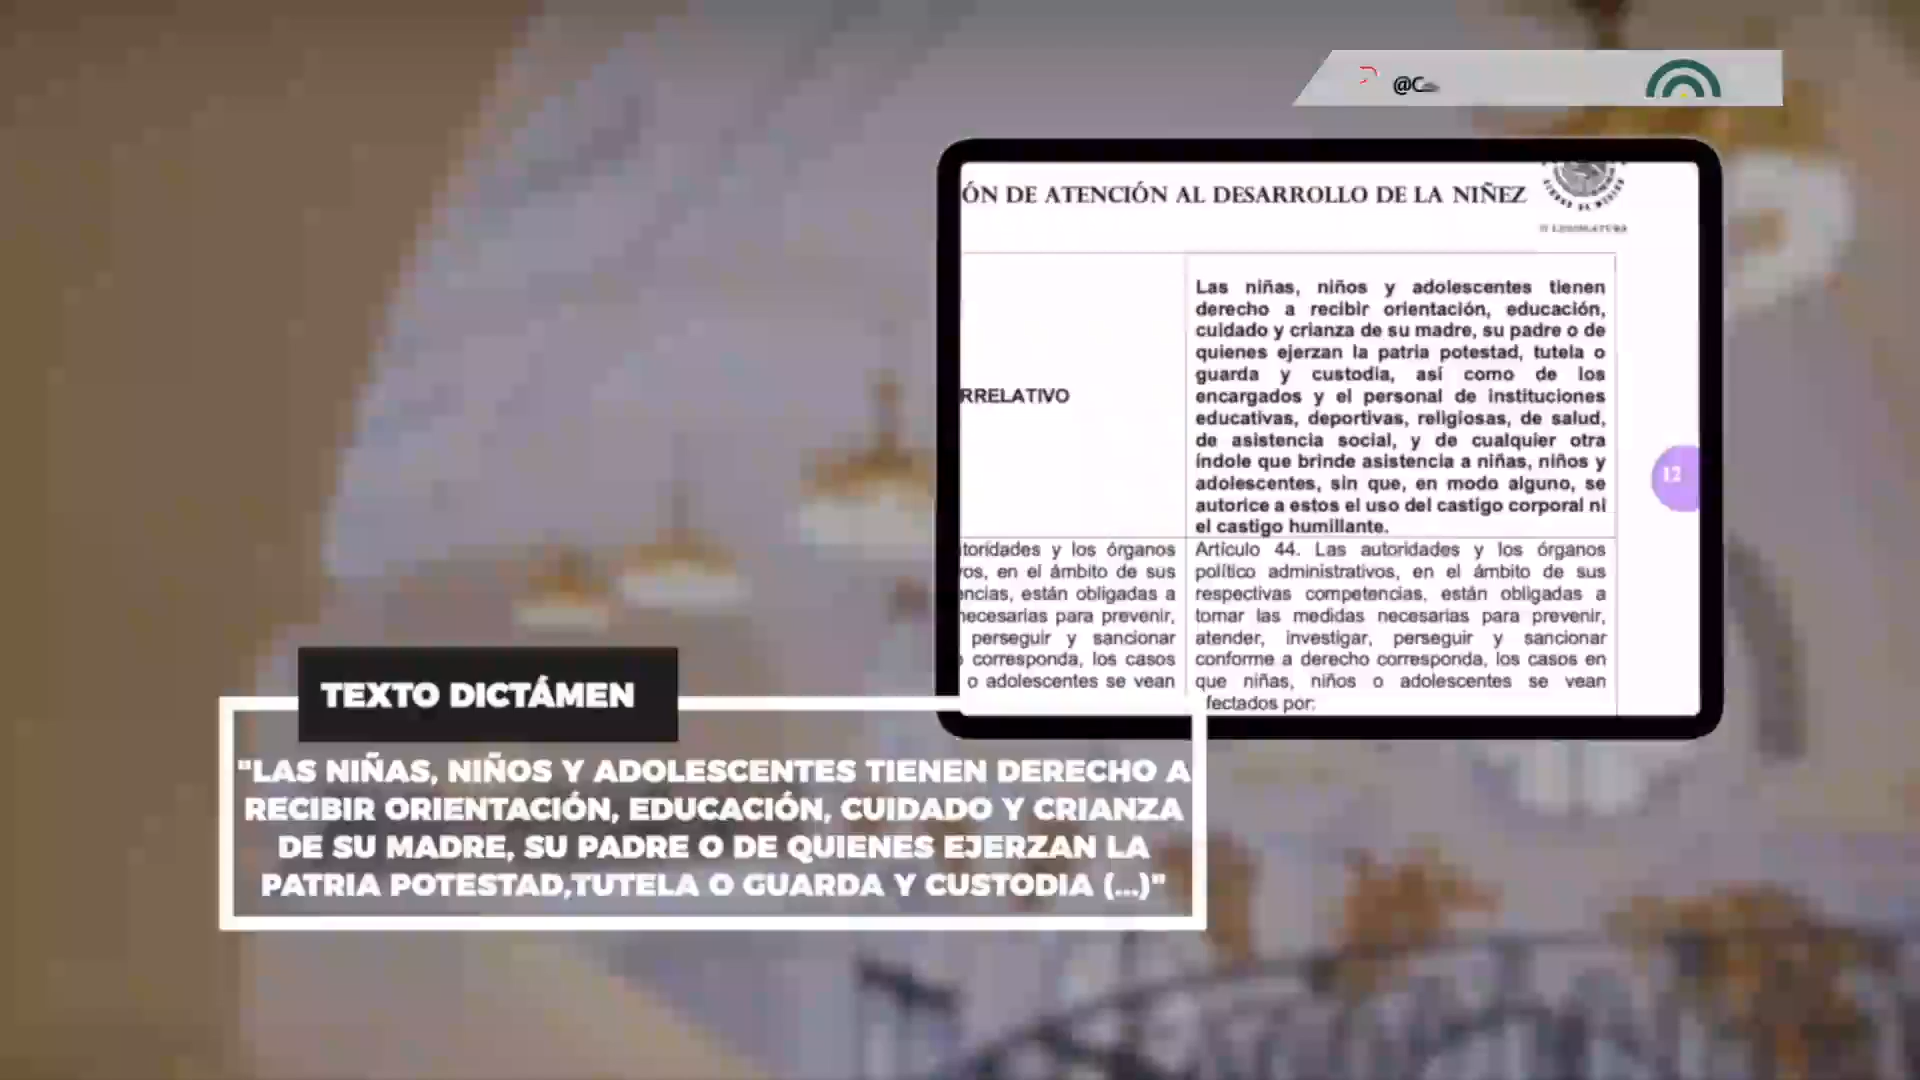 @C
ÓN DE ATENCIÓN AL DESARROLLO DE LA NIÑEZ
II LEGISLATURA
RRELATIVO
Las niñas, niños y adolescentes tienen
derecho a recibir orientación, educación,
cuidado y crianza de su madre, su padre o de
quienes ejerzan la patria potestad, tutela o
guarda y custodia, así como de los
encargados y el personal de instituciones
educativas, deportivas, religiosas, de salud,
de asistencia social, y de cualquier otra
índole que brinde asistencia a niñas, niños y
adolescentes, sin que, en modo alguno, se
autorice a estos el uso del castigo corporal ni
el castigo humillante.
12
toridades y los órganos
vos, en el ámbito de sus
encias, están obligadas a
necesarias para prevenir,
perseguir y sancionar
corresponda, los casos
o adolescentes se vean
Artículo 44. Las autoridades y los órganos
político administrativos, en el ámbito de sus
respectivas competencias, están obligadas a
tomar las medidas necesarias para prevenir,
atender, investigar, perseguir y sancionar
conforme a derecho corresponda, los casos en
que niñas, niños o adolescentes se vean
fectados por:
TEXTO DICTÁMEN
"LAS NIÑAS, NIÑOS Y ADOLESCENTES TIENEN DERECHO A
RECIBIR ORIENTACIÓN, EDUCACIÓN, CUIDADO Y CRIANZA
DE SU MADRE, SU PADRE O DE QUIENES EJERZAN LA
PATRIA POTESTAD,TUTELA O GUARDA Y CUSTODIA (...)"